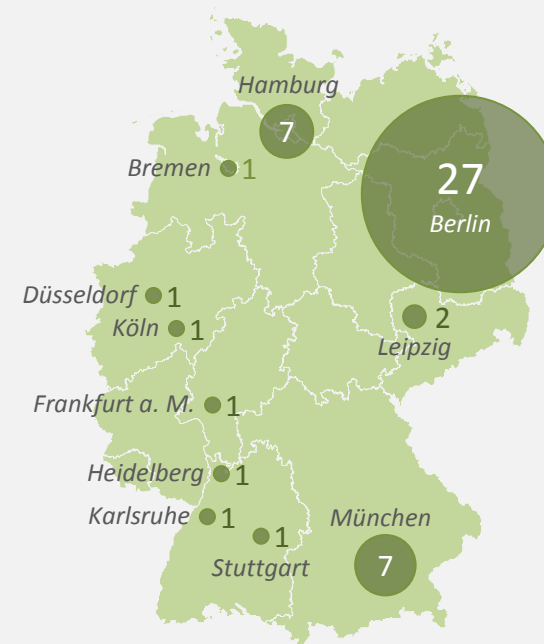 Hamburg
7
Bremen 1
27
Berlin
Düsseldorf 1
Köln 1
2
Leipzig
Frankfurt a. M. 1
Heidelberg 1
Karlsruhe 1
München
1
Stuttgart
7